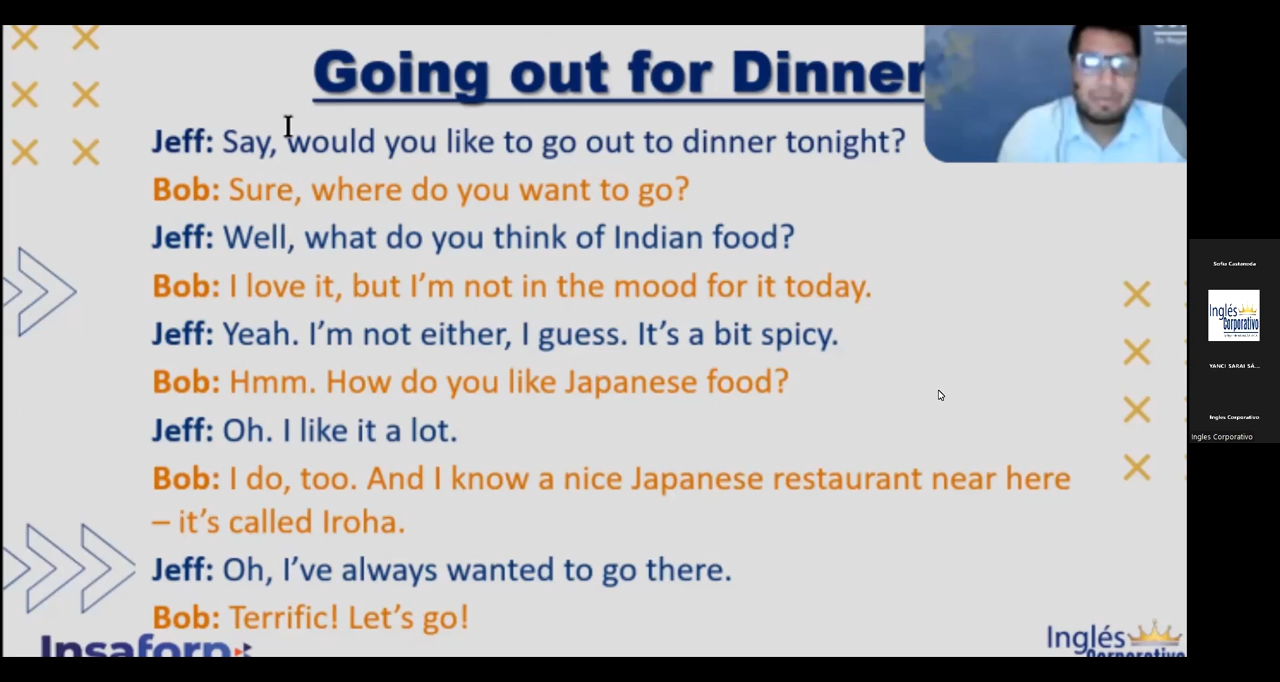 Going out for Dinner
Jeff: Say, would you like to go out to dinner tonight?
Bob: Sure, where do you want to go?
Jeff: Well, what do you think of Indian food?
Bob: I love it, but I'm not in the mood for it today.
Jeff: Yeah. I'm not either, I guess. It's a bit spicy.
Bob: Hmm. How do you like Japanese food?
Jeff: Oh. I like it a lot.
Bob: I do, too. And I know a nice Japanese restaurant near here
– it's called Iroha.
Jeff: Oh, I've always wanted to go there.
Bob: Terrific! Let's go!
Insaforp
Inglés
Corporativo
Sofia Castaneda
Inglés
Corporativo
YANCI SARAI SÁ...
Ingles Corporativo
Ingles Corporativo